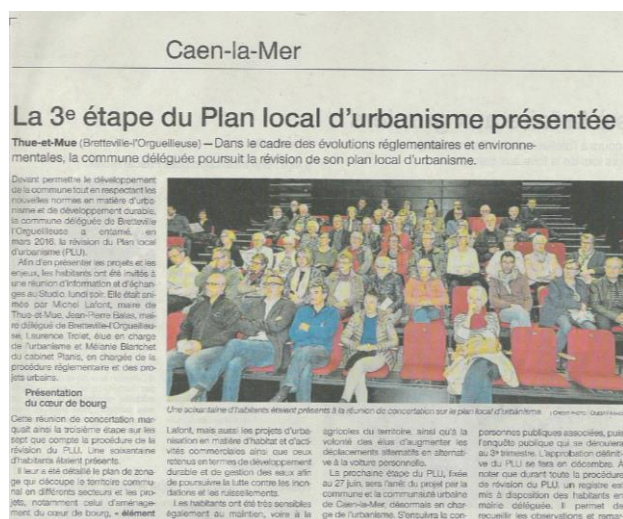 Caen-la-Mer
La 3e étape du Plan local d'urbanisme présentée
Thue-et-Mue (Bretteville-l'Orgueilleuse) — Dans le cadre des évolutions réglementaires et environne-
mentales, la commune déléguée poursuit la révision de son plan local d'urbanisme.
Devant permettre le développement
de la commune tout en respectant les
nouvelles normes en matière d'urba-
nisme et de développement durable,
la commune déléguée de Bretteville
l'Orgueilleuse a entamé, en
mars 2016, la révision du Plan local
d'urbanisme (PLU).
Afin d'en présenter les projets et les
enjeux, les habitants ont été invités à
une réunion d'information et d'échan-
ges au Studio, lundi soir. Elle était ani-
mée par Michel Lafont, maire de
Thue-et-Mue, Jean-Pierre Balas, mai-
re délégué de Bretteville-l'Orgueilleu-
se, Laurence Trolet, élue en charge
de l'urbanisme et Mélanie Blanchet
du cabinet Planis, en charge de la
procédure réglementaire et des pro-
jets urbains.
Présentation
du cœur de bourg
Cette réunion de concertation mar-
quait ainsi la troisième étape sur les
sept que compte la procédure de la
révision du PLU. Une soixantaine
d'habitants étaient présents.
Il leur a été détaillé le plan de zona-
ge qui découpe le territoire commu-
nal en différents secteurs et les pro-
jets, notamment celui d'aménage-
ment du cœur de bourg, « élément
Une soixantaine d'habitants étaient présents à la réunion de concertation sur le plan local d'urbanisme.
Lafont, mais aussi les projets d'urba-
nisation en matière d'habitat et d'acti-
vités commerciales ainsi que ceux
retenus en termes de développement
durable et de gestion des eaux afin
de poursuivre la lutte contre les inon-
dations et les ruissellements.
Les habitants ont été très sensibles
également au maintien, voire à la
agricoles du territoire, ainsi qu'à la
volonté des élus d'augmenter les
déplacements alternatifs en alternati-
ve à la voiture personnelle.
La prochaine étape du PLU, fixée
au 27 juin, sera l'arrêt du projet par la
commune et la communauté urbaine
de Caen-la-Mer, désormais en char-
ge de l'urbanisme. S'ensuivra la con-
personnes publiques associées, puis
l'enquête publique qui se déroulera
au 3e trimestre. L'approbation définiti-
ve du PLU se fera en décembre. À
noter que durant toute la procédure
de révision du PLU, un registre est
mis à disposition des habitants en
mairie déléguée. Il permet de
recueillir les observations et remar-